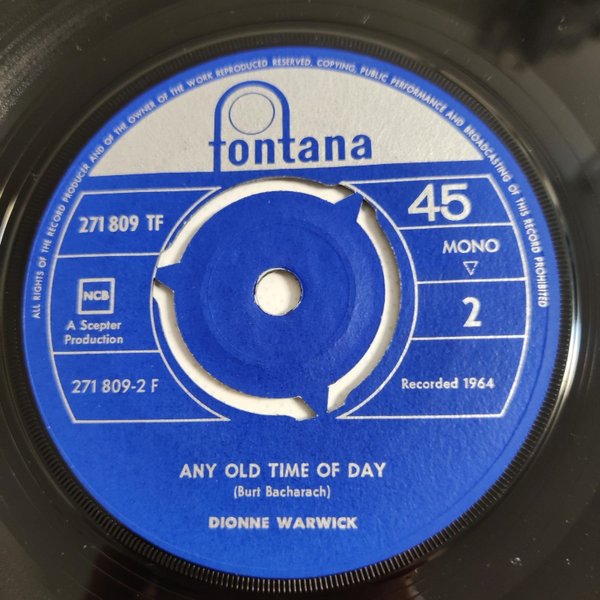 ALL RIGHTS OF THE RECORD PRODUCER AND OF THE OWNER OF THE WORK REPRODUCED RESERVED. COPYING, PUBLIC PERFORMANCE AND BROADCASTING OF THIS RECORD PROHIBITED
fontana
271 809 TF
45
MONO
NCB
2
A Scepter
Production
271 809-2 F
Recorded 1964
ANY OLD TIME OF DAY
(Burt Bacharach)
DIONNE WARWICK